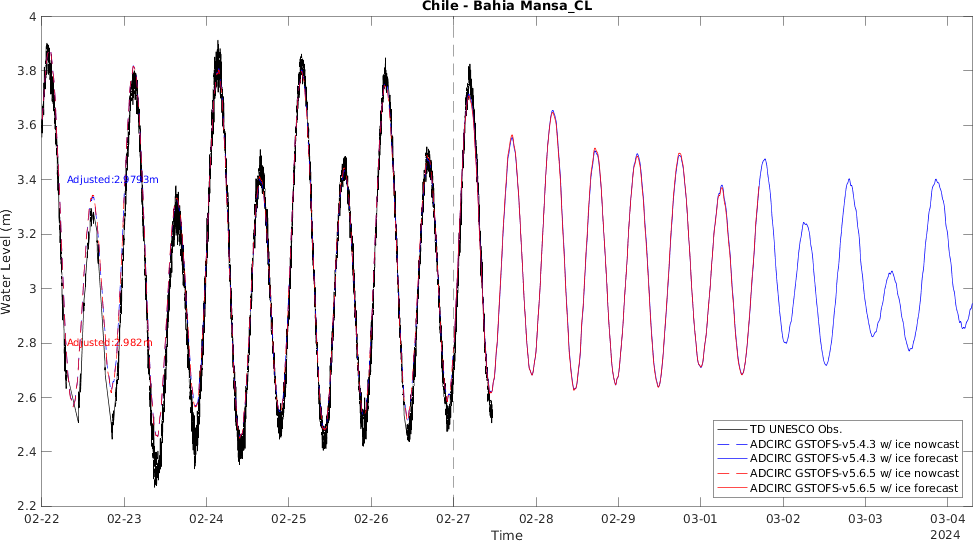 Chile - Bahia Mansa_CL
Water Level (m)
4
3.8
3.6
3.4
3.2
3
2.8
2.6
2.4
2.2
Adjusted:2.9793m
Adjusted:2.982m
TD UNESCO Obs.
ADCIRC GSTOFS-v5.4.3 w/ ice nowcast
ADCIRC GSTOFS-v5.4.3 w/ ice forecast
ADCIRC GSTOFS-v5.6.5 w/ ice nowcast
ADCIRC GSTOFS-v5.6.5 w/ ice forecast
02-22 02-23 02-24 02-25 02-26 02-27 02-28 02-29 03-01 03-02 03-03 03-04
2024
Time